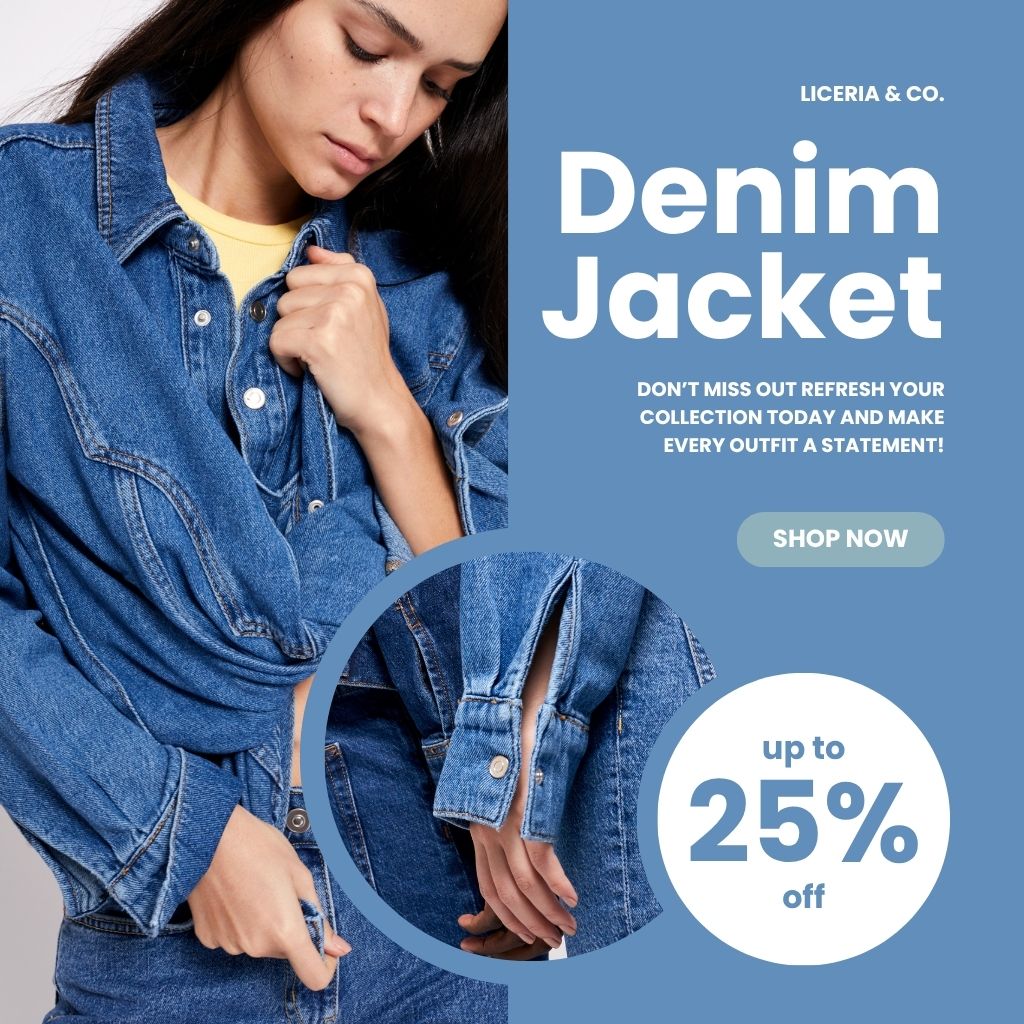 LICERIA & CO.
Denim
Jacket
DON’T MISS OUT REFRESH YOUR
COLLECTION TODAY AND MAKE
EVERY OUTFIT A STATEMENT!
SHOP NOW
up to
25%
off